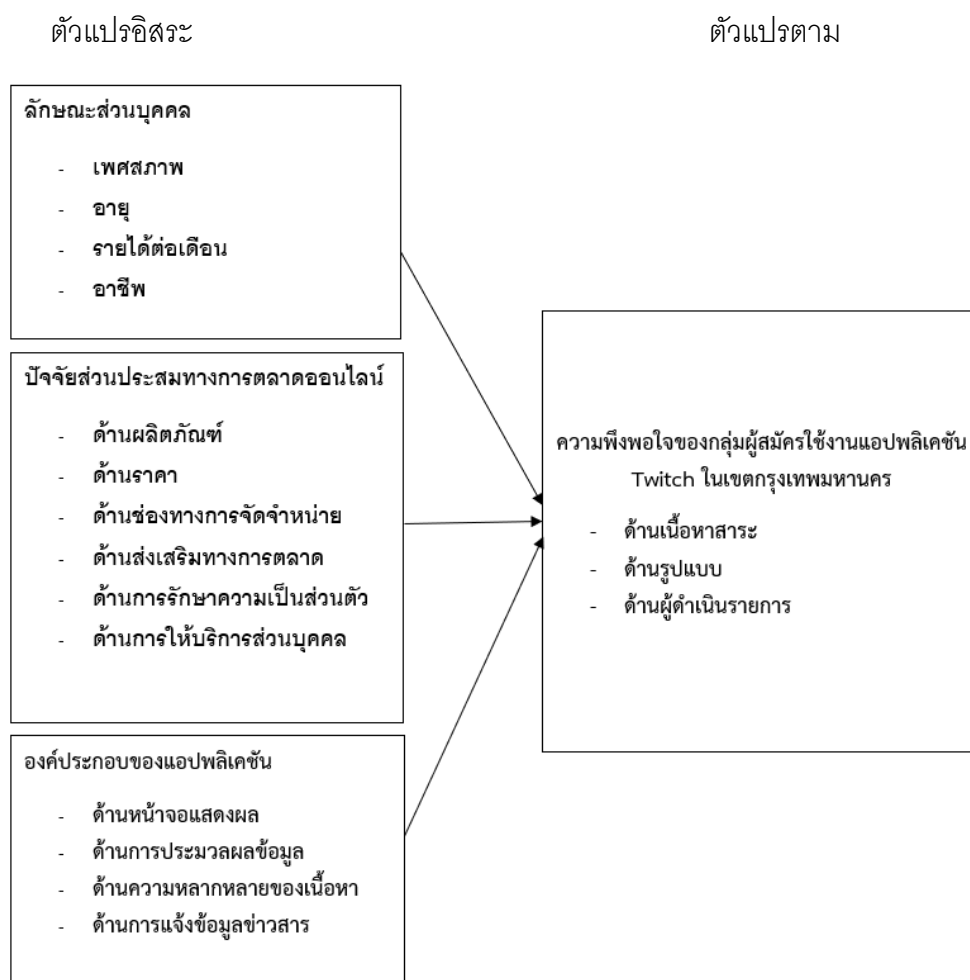 ตัวแปรอิสระ
ตัวแปรตาม
ลักษณะส่วนบุคคล
- เพศสภาพ
- อายุ
- รายได้ต่อเดือน
- อาชีพ
ปัจจัยส่วนประสมทางการตลาดออนไลน์
- ด้านผลิตภัณฑ์
- ด้านราคา
- ด้านช่องทางการจัดจำหน่าย
- ด้านส่งเสริมทางการตลาด
- ด้านการรักษาความเป็นส่วนตัว
- ด้านการให้บริการส่วนบุคคล
องค์ประกอบของแอปพลิเคชัน
- ด้านหน้าจอแสดงผล
- ด้านการประมวลผลข้อมูล
- ด้านความหลากหลายของเนื้อหา
- ด้านการแจ้งข้อมูลข่าวสาร
ความพึงพอใจของกลุ่มผู้สมัครใช้งานแอปพลิเคชัน
Twitch ในเขตกรุงเทพมหานคร
- ด้านเนื้อหาสาระ
- ด้านรูปแบบ
- ด้านผู้ดำเนินรายการ